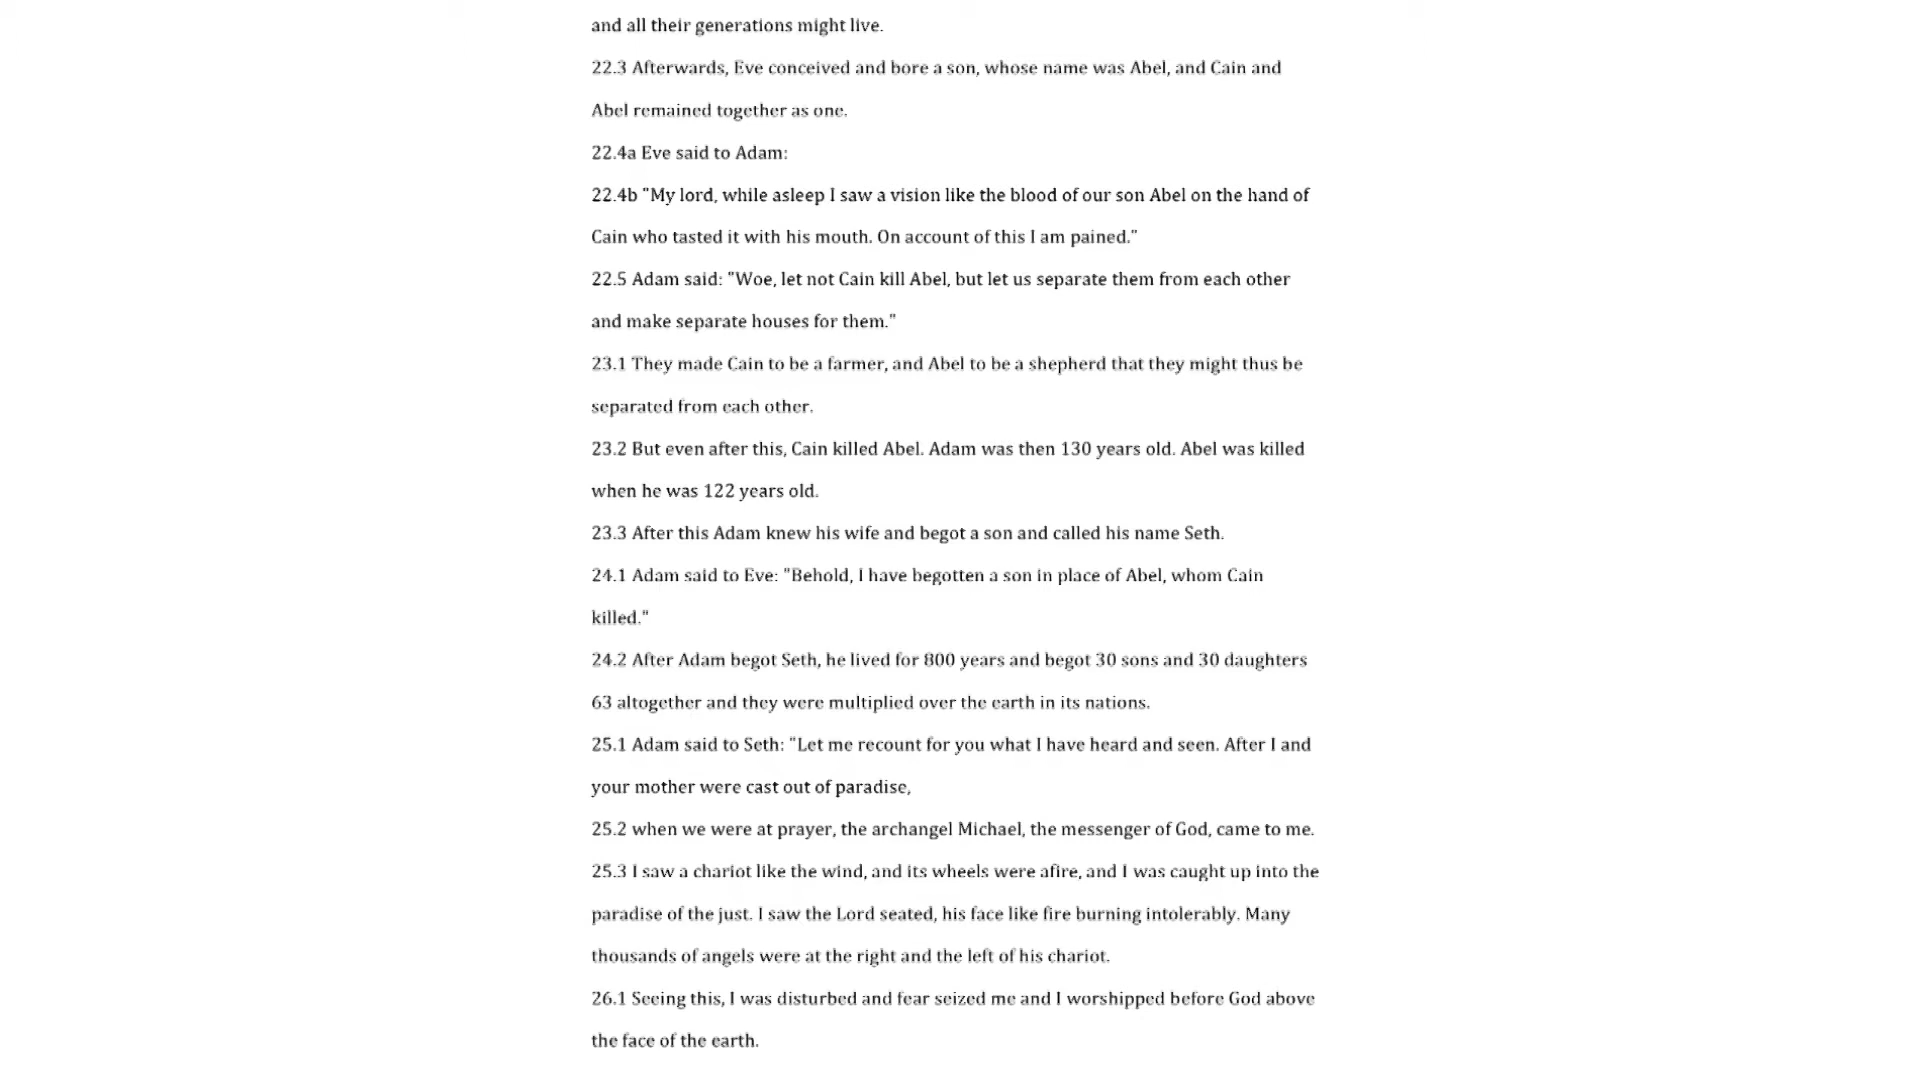 and all their generations might live.
22.3 Afterwards, Eve conceived and bore a son, whose name was Abel, and Cain and
Abel remained together as one.
22.4a Eve said to Adam:
22.4b "My lord, while asleep I saw a vision like the blood of our son Abel on the hand of
Cain who tasted it with his mouth. On account of this I am pained."
22.5 Adam said: "Woe, let not Cain kill Abel, but let us separate them from each other
and make separate houses for them."
23.1 They made Cain to be a farmer, and Abel to be a shepherd that they might thus be
separated from each other.
23.2 But even after this, Cain killed Abel. Adam was then 130 years old. Abel was killed
when he was 122 years old.
23.3 After this Adam knew his wife and begot a son and called his name Seth.
24.1 Adam said to Eve: "Behold, I have begotten a son in place of Abel, whom Cain
killed."
24.2 After Adam begot Seth, he lived for 800 years and begot 30 sons and 30 daughters
63 altogether and they were multiplied over the earth in its nations.
25.1 Adam said to Seth: "Let me recount for you what I have heard and seen. After I and
your mother were cast out of paradise,
25.2 when we were at prayer, the archangel Michael, the messenger of God, came to me.
25.3 I saw a chariot like the wind, and its wheels were afire, and I was caught up into the
paradise of the just. I saw the Lord seated, his face like fire burning intolerably. Many
thousands of angels were at the right and the left of his chariot.
26.1 Seeing this, I was disturbed and fear seized me and I worshipped before God above
the face of the earth.